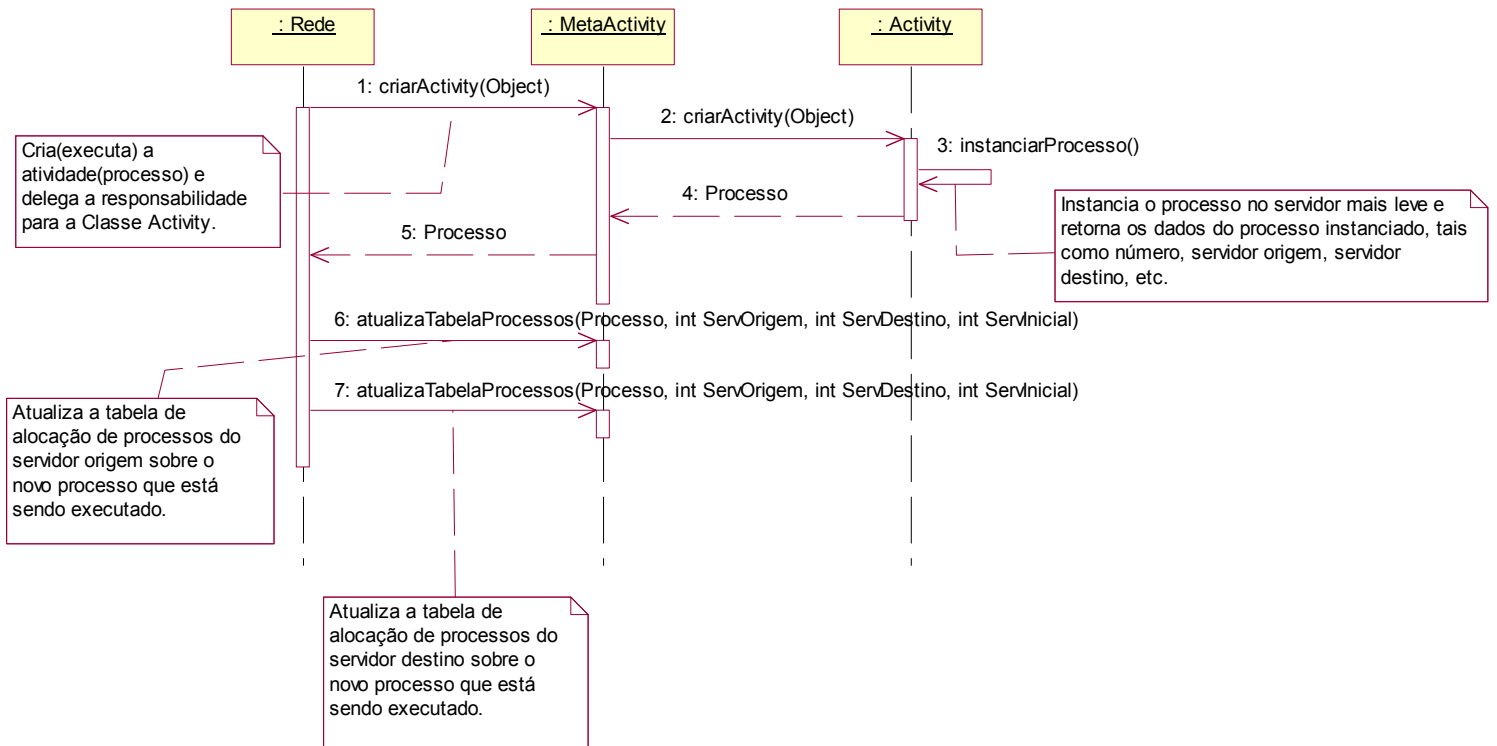 : Rede
: MetaActivity
: Activity
1: criarActivity(Object)
2: criarActivity(Object)
3: instanciarProcesso()
Cria(executa) a
atividade(processo) e
delega a responsabilidade
para a Classe Activity.
4: Processo
Instancia o processo no servidor mais leve e
retorna os dados do processo instanciado, tais
como número, servidor origem, servidor
destino, etc.
5: Processo
6: atualizaTabelaProcessos(Processo, int ServOrigem, int ServDestino, int ServInicial)
7: atualizaTabelaProcessos(Processo, int ServOrigem, int ServDestino, int ServInicial)
Atualiza a tabela de
alocação de processos do
servidor origem sobre o
novo processo que está
sendo executado.
Atualiza a tabela de
alocação de processos do
servidor destino sobre o
novo processo que está
sendo executado.